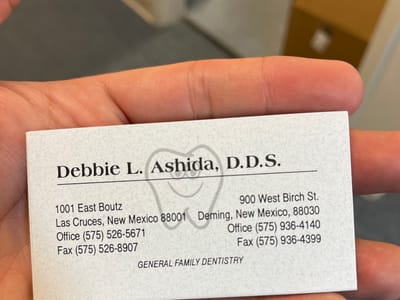 Debbie L. Ashida, D.D.S.
1001 East Boutz
Las Cruces, New Mexico 88001
Office (575) 526-5671
Fax (575) 526-8907
900 West Birch St.
Deming, New Mexico, 88030
Office (575) 936-4140
Fax (575) 936-4399
GENERAL FAMILY DENTISTRY